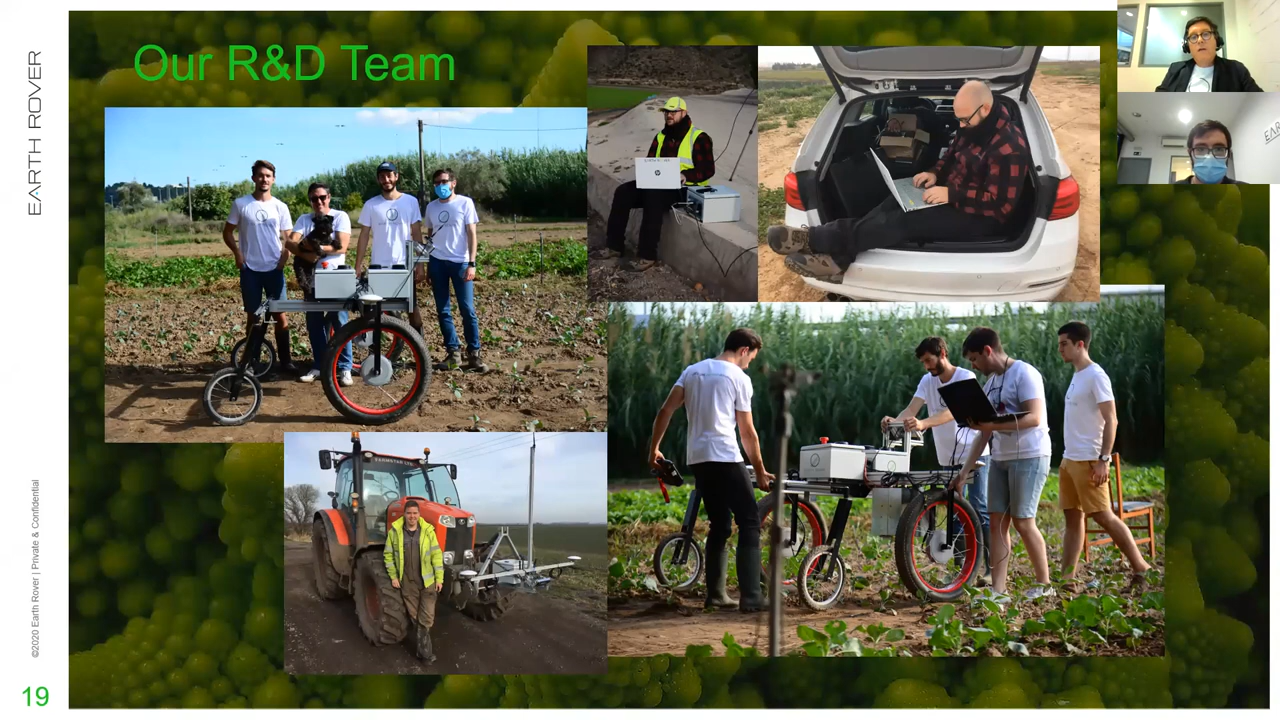 Our R&D Team
EARTH ROVER
©2020 Earth Rover | Private & Confidential
19